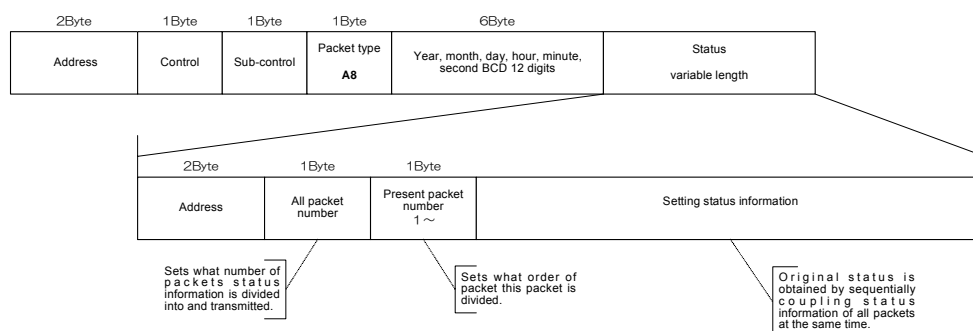 2Byte 1Byte 1Byte 1Byte 6Byte
Address
Control
Sub-control
Packet type
A8
Year, month, day, hour, minute,
second BCD 12 digits
Status
variable length
2Byte 1Byte 1Byte
Address
All packet
number
Present packet
number
1～
Setting status information
Sets what number of
packets status
information is divided
into and transmitted.
Sets what order of
packet this packet is
divided.
Original status is
obtained by sequentially
coupling status
information of all packets
at the same time.